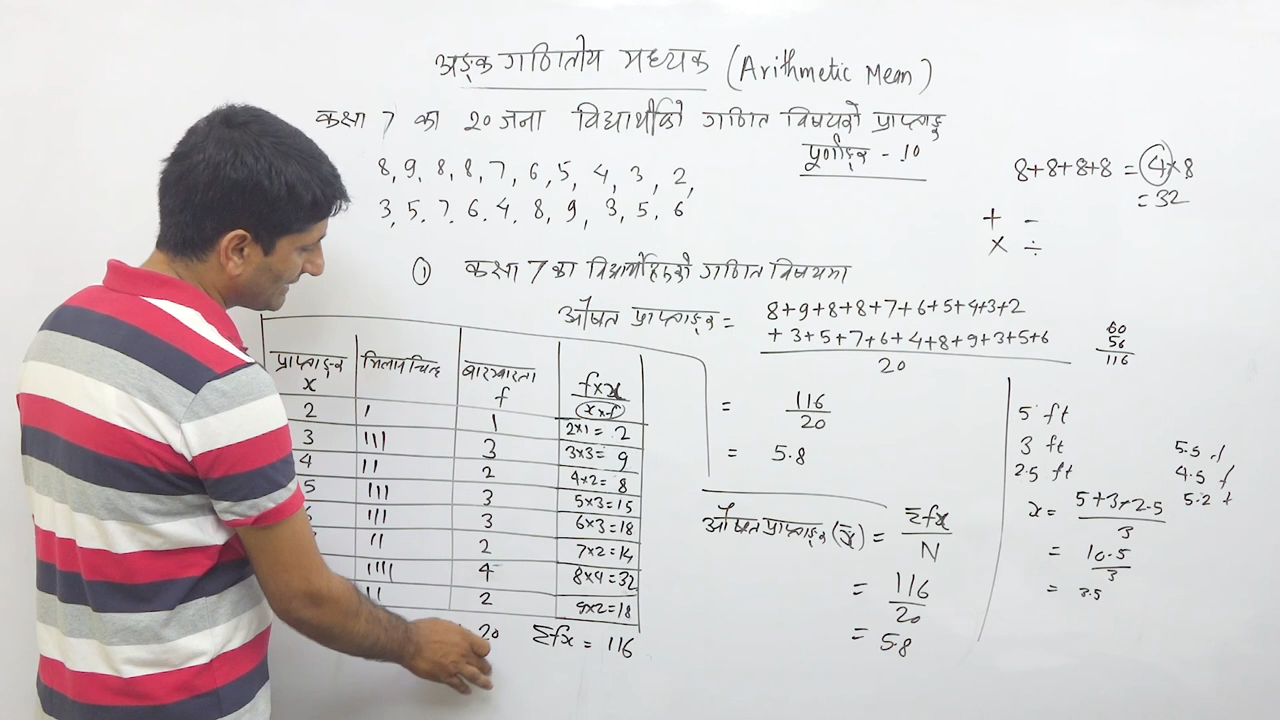 अङ्क गणितीय मध्यक (Arithmetic Mean)
कक्षा 7 का 20 जना विद्यार्थीको गणित विषयको प्राप्ताङ्क
पूर्णाङ्क - 10
8, 9, 8, 8, 7, 6, 5, 4, 3, 2,
3, 5, 7, 6, 4, 8, 9, 3, 5, 6
8+8+8+8 = 4×8
= 32
+ -
× ÷
① कक्षा 7 का विद्यार्थीहरुको गणित विषयमा
औषत प्राप्ताङ्क = 8+9+8+8+7+6+5+4+3+2
+ 3+5+7+6+4+8+9+3+5+6
20
60
56
116
= 116
20
= 5.8
प्राप्ताङ्क मिलान चिन्ह बारम्बारता f×x
x f (x×f)
2 | 1 2×1= 2
3 ||| 3 3×3= 9
4 || 2 4×2= 8
5 ||| 3 5×3=15
||| 3 6×3=18
|| 2 7×2=14
|||| 4 8×4=32
|| 2 9×2=18
20 Σfx = 116
औषत प्राप्ताङ्क (x̄) = Σfx
N
= 116
20
= 5.8
5 ft
3 ft
2.5 ft
x = 5+3+2.5
3
= 10.5
3
= 3.5
5.5 f
4.5 f
5.2 f